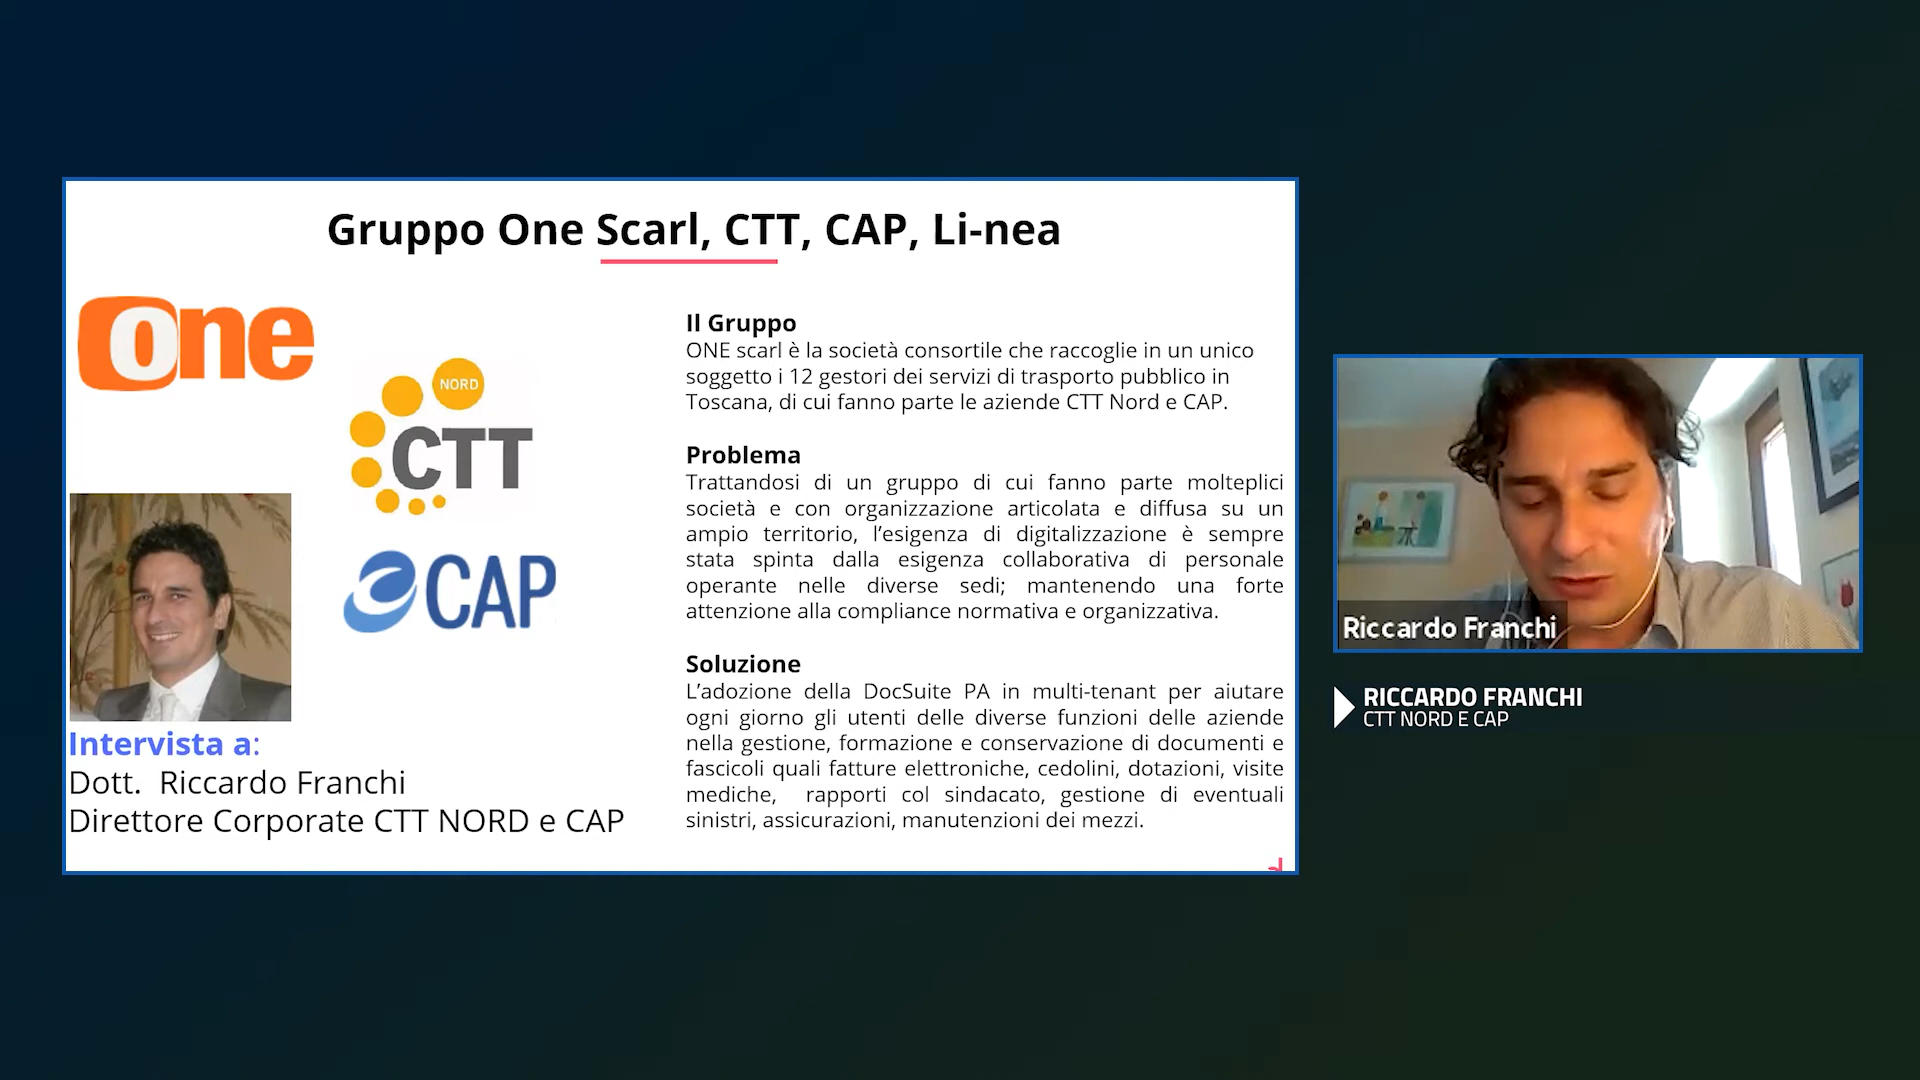 Gruppo One Scarl, CTT, CAP, Li-nea
one
NORD
CTT
CAP
Intervista a:
Dott. Riccardo Franchi
Direttore Corporate CTT NORD e CAP
Il Gruppo
ONE scarl è la società consortile che raccoglie in un unico
soggetto i 12 gestori dei servizi di trasporto pubblico in
Toscana, di cui fanno parte le aziende CTT Nord e CAP.
Problema
Trattandosi di un gruppo di cui fanno parte molteplici
società e con organizzazione articolata e diffusa su un
ampio territorio, l’esigenza di digitalizzazione è sempre
stata spinta dalla esigenza collaborativa di personale
operante nelle diverse sedi; mantenendo una forte
attenzione alla compliance normativa e organizzativa.
Soluzione
L’adozione della DocSuite PA in multi-tenant per aiutare
ogni giorno gli utenti delle diverse funzioni delle aziende
nella gestione, formazione e conservazione di documenti e
fascicoli quali fatture elettroniche, cedolini, dotazioni, visite
mediche, rapporti col sindacato, gestione di eventuali
sinistri, assicurazioni, manutenzioni dei mezzi.
Riccardo Franchi
RICCARDO FRANCHI
CTT NORD E CAP